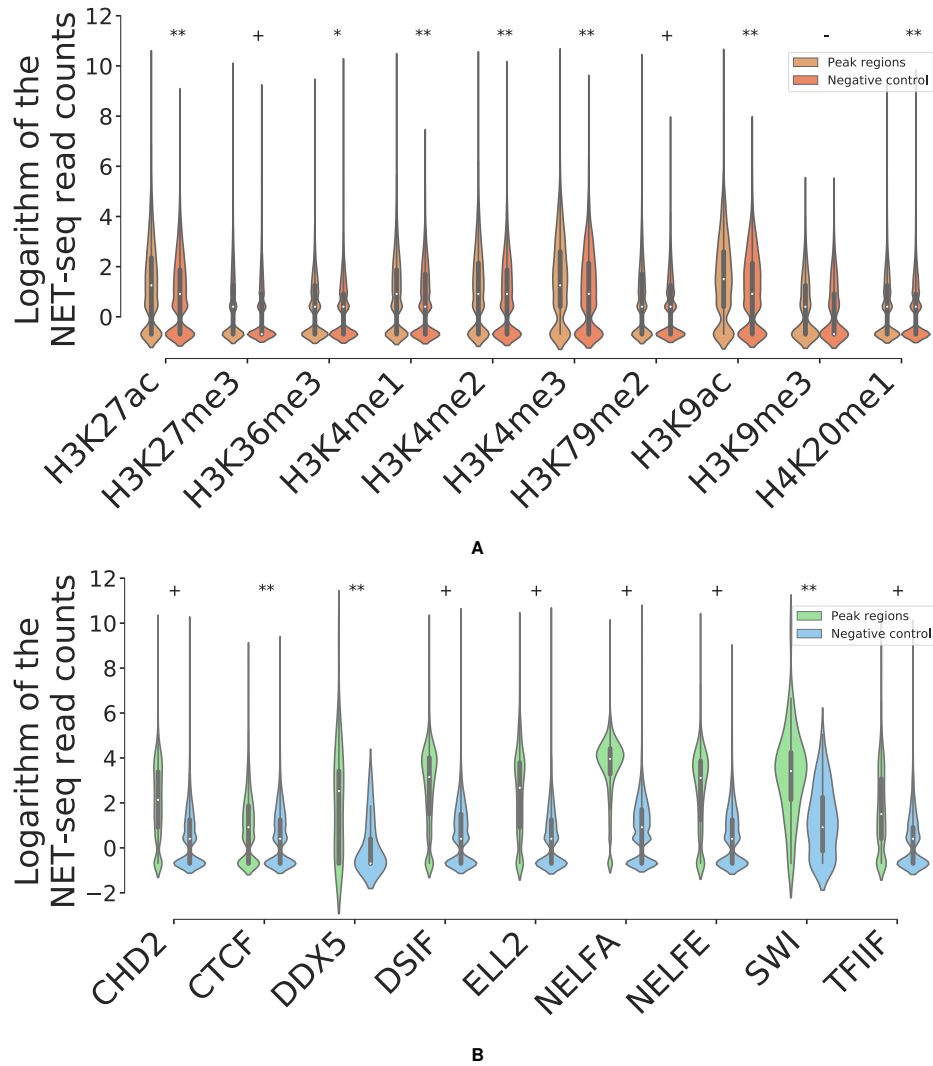 12
10
8
6
4
2
0
Logarithm of the
NET-seq read counts
** + * ** ** ** + ** - **
Peak regions
Negative control
H3K27ac
H3K27me3
H3K36me3
H3K4me1
H3K4me2
H3K4me3
H3K79me2
H3K9ac
H3K9me3
H4K20me1
A
12
10
8
6
4
2
0
−2
Logarithm of the
NET-seq read counts
+ ** ** + + + + ** +
Peak regions
Negative control
CHD2
CTCF
DDX5
DSIF
ELL2
NELFA
NELFE
SWI
TFIIF
B